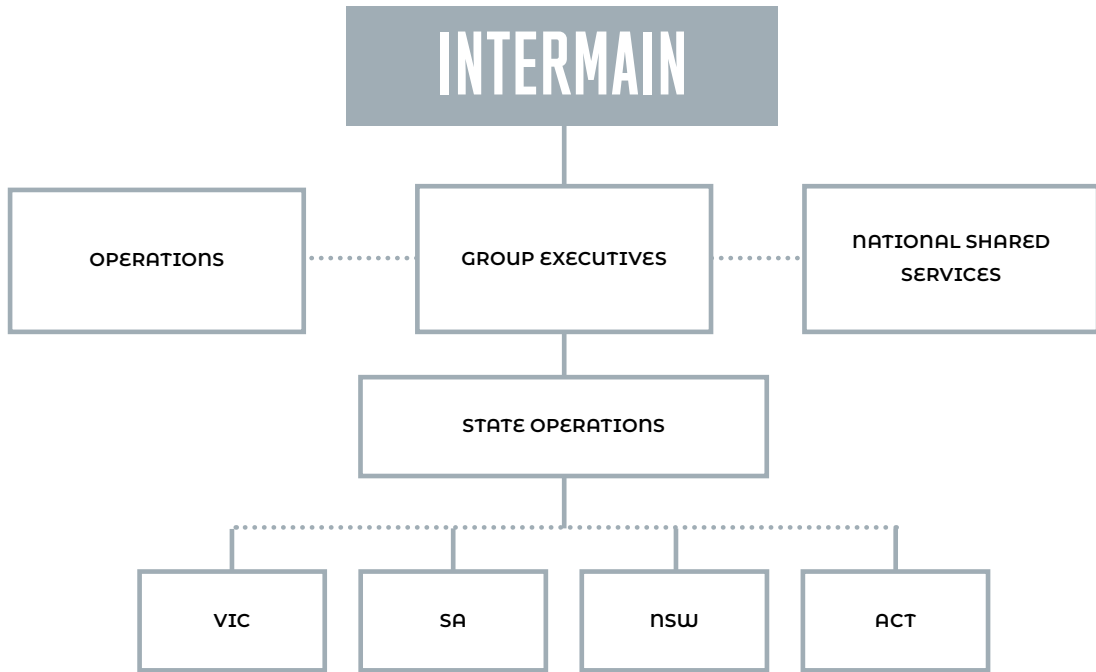 INTERMAIN
OPERATIONS
GROUP EXECUTIVES
NATIONAL SHARED
SERVICES
STATE OPERATIONS
VIC
SA
NSW
ACT